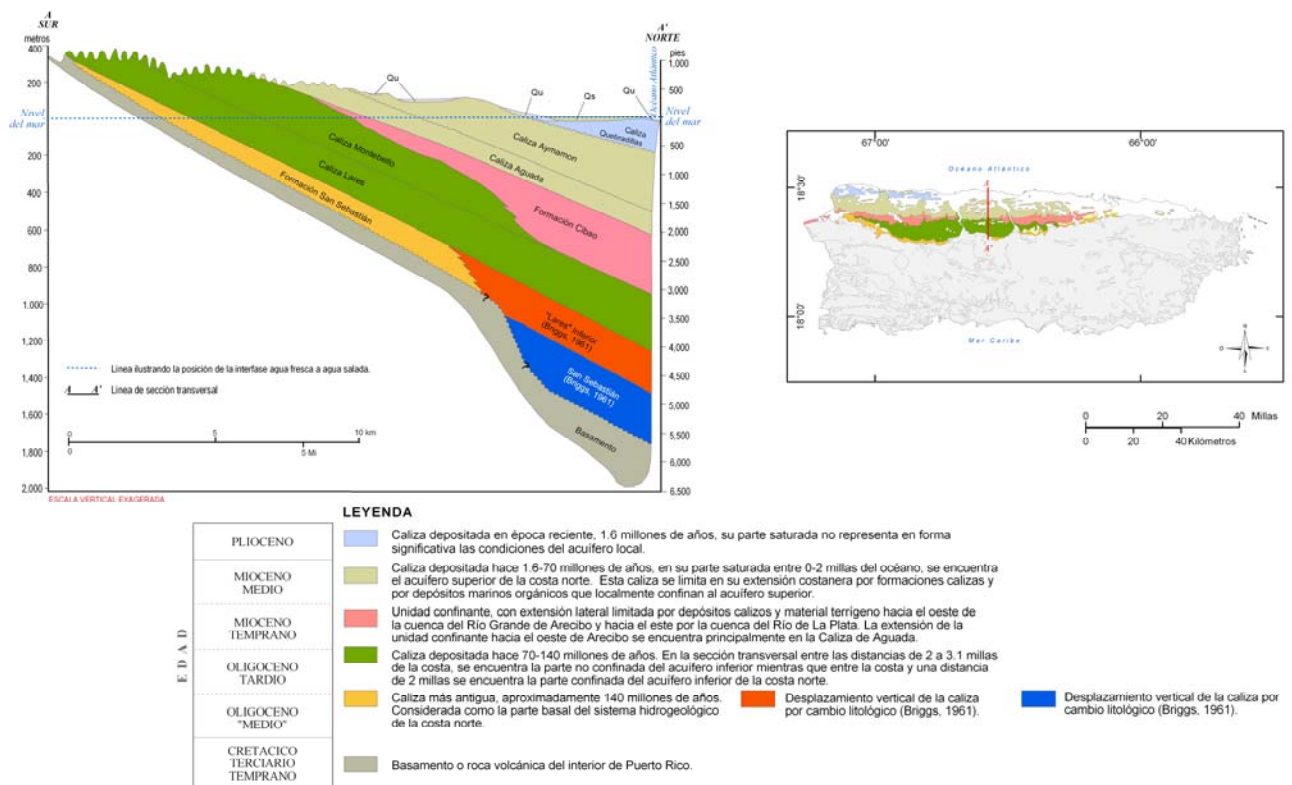 A
SUR
metros
400
200
Nivel
del mar
200
400
600
800
1.000
1,200
1,400
1,600
1,800
2,000
A'
NORTE
pies
Océano Atlántico
1,000
500
Nivel
del mar
500
1,000
1,500
2,000
2,500
3,000
3,500
4,000
4,500
5,000
5,500
6,000
6,500
Qu
Qu
Qs
Qu
Caliza
Quebradillas
Caliza Aymamon
Caliza Aguada
Formación Cibao
Caliza Montebello
Caliza Lares
Formación San Sebastián
?
?
"Lares" Inferior
(Briggs, 1961)
San Sebastián
(Briggs, 1961)
Basamento
Linea ilustrando la posición de la interfase agua fresca a agua salada.
A A' Linea de sección transversal
0 5 10 km
0 5 Mi
ESCALA VERTICAL EXAGERADA
67°00' 66°00'
Océano Atlántico
18°30'
A
A'
18°00'
Mar Caribe
N
O E
S
0 20 40 Millas
0 20 40 Kilómetros
LEYENDA
EDAD
PLIOCENO
Caliza depositada en época reciente, 1.6 millones de años, su parte saturada no representa en forma
significativa las condiciones del acuífero local.
MIOCENO
MEDIO
Caliza depositada hace 1.6-70 millones de años, en su parte saturada entre 0-2 millas del océano, se encuentra
el acuífero superior de la costa norte. Esta caliza se limita en su extensión costanera por formaciones calizas y
por depósitos marinos orgánicos que localmente confinan al acuífero superior.
MIOCENO
TEMPRANO
Unidad confinante, con extensión lateral limitada por depósitos calizos y material terrígeno hacia el oeste de
la cuenca del Río Grande de Arecibo y hacia el este por la cuenca del Río de La Plata. La extensión de la
unidad confinante hacia el oeste de Arecibo se encuentra principalmente en la Caliza de Aguada.
OLIGOCENO
TARDIO
Caliza depositada hace 70-140 millones de años. En la sección transversal entre las distancias de 2 a 3.1 millas
de la costa, se encuentra la parte no confinada del acuífero inferior mientras que entre la costa y una distancia
de 2 millas se encuentra la parte confinada del acuífero inferior de la costa norte.
OLIGOCENO
"MEDIO"
Caliza más antigua, aproximadamente 140 millones de años.
Considerada como la parte basal del sistema hidrogeológico
de la costa norte.
Desplazamiento vertical de la caliza
por cambio litológico (Briggs, 1961).
Desplazamiento vertical de la caliza por
cambio litológico (Briggs, 1961).
CRETACICO
TERCIARIO
TEMPRANO
Basamento o roca volcánica del interior de Puerto Rico.